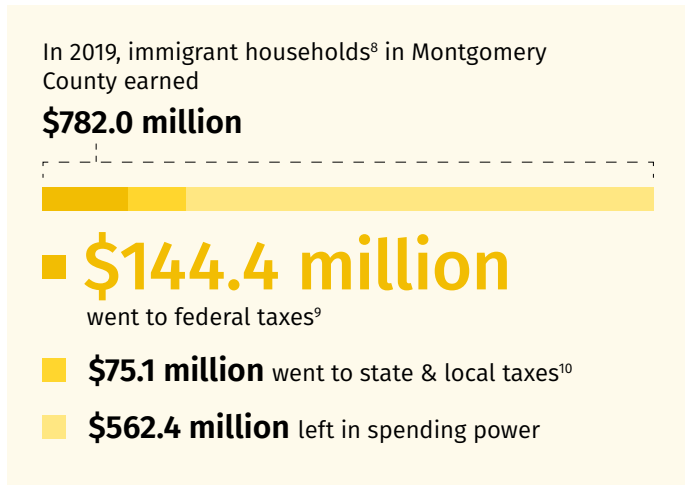 In 2019, immigrant households⁸ in Montgomery
County earned
$782.0 million
$144.4 million
went to federal taxes⁹
$75.1 million went to state & local taxes¹⁰
$562.4 million left in spending power